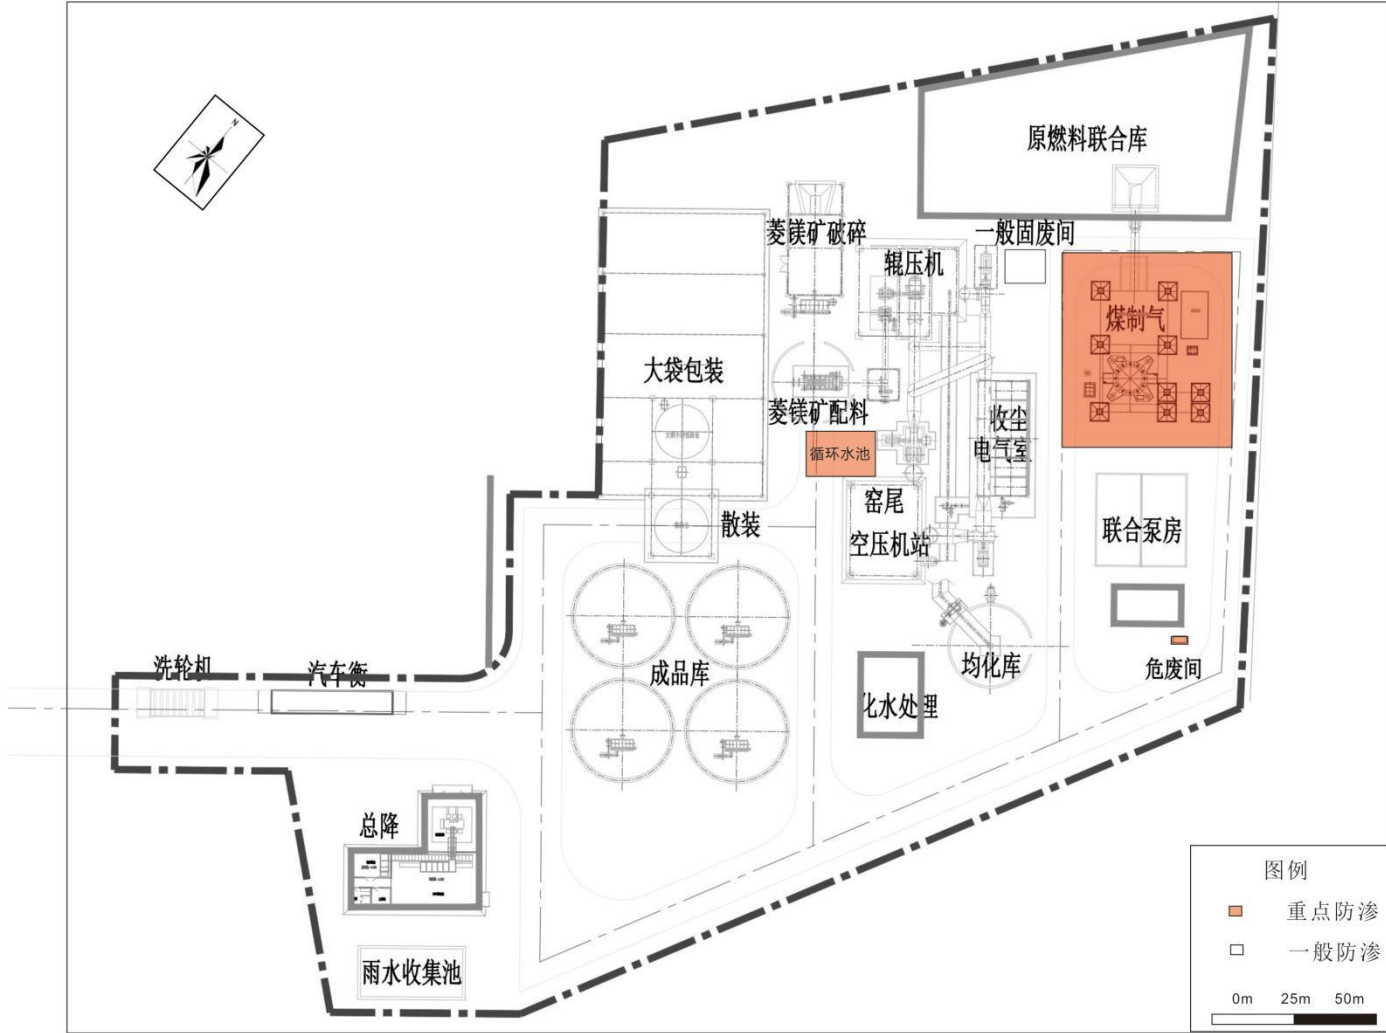 N
原燃料联合库
菱镁矿破碎
一般固废间
辊压机
煤制气
大袋包装
菱镁矿配料
收尘
电气室
循环水池
窑尾
空压机站
散装
联合泵房
洗轮机
汽车衡
成品库
均化库
危废间
化水处理
总降
雨水收集池
图例
重点防渗
一般防渗
0m 25m 50m